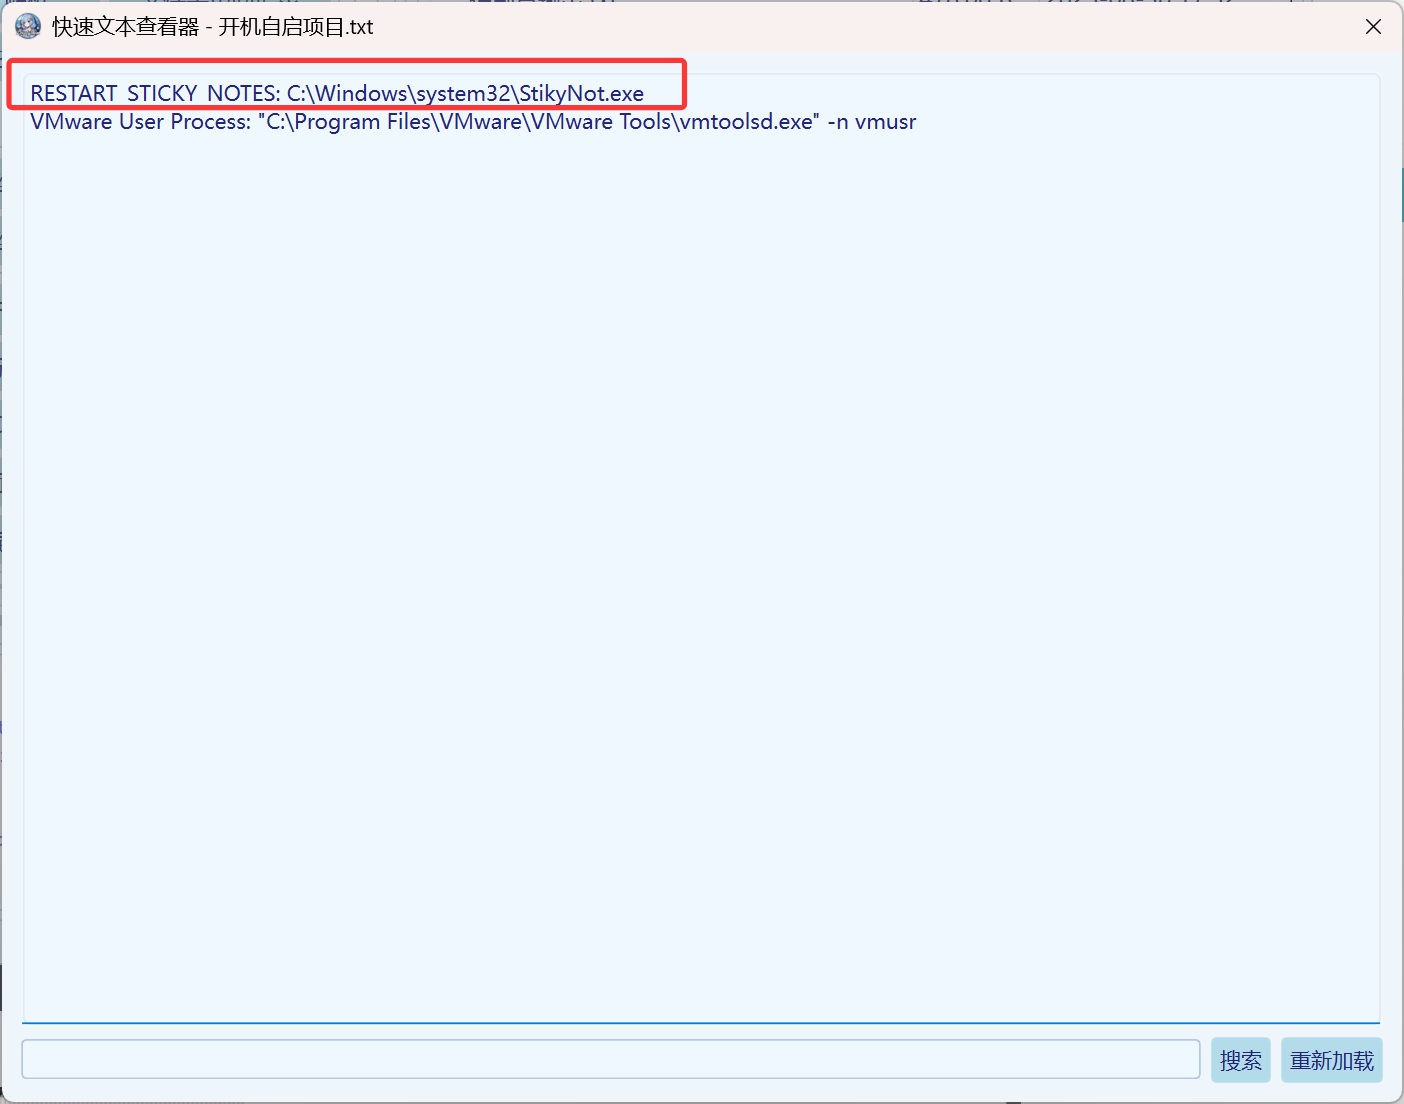 快速文本查看器 - 开机自启项目.txt
RESTART_STICKY_NOTES: C:\Windows\system32\StikyNot.exe
VMware User Process: "C:\Program Files\VMware\VMware Tools\vmtoolsd.exe" -n vmusr
搜索
重新加载